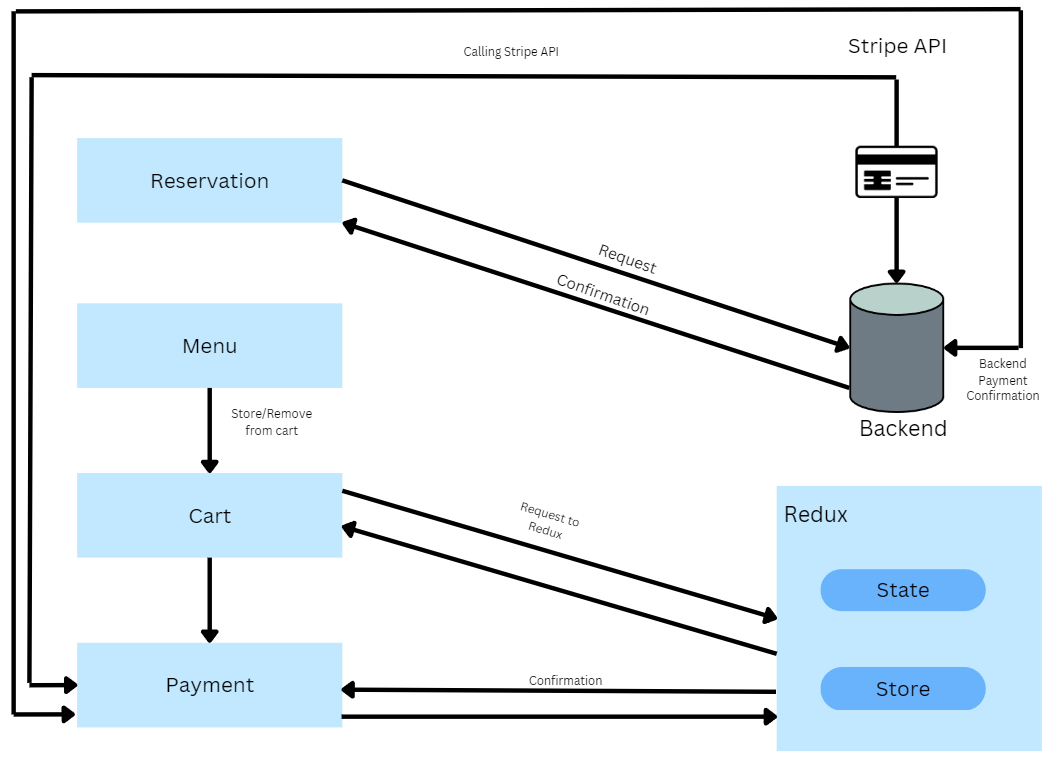 Calling Stripe API
Stripe API
Reservation
Request
Confirmation
Menu
Backend
Payment
Confirmation
Store/Remove
from cart
Backend
Cart
Request to
Redux
Redux
State
Payment
Confirmation
Store